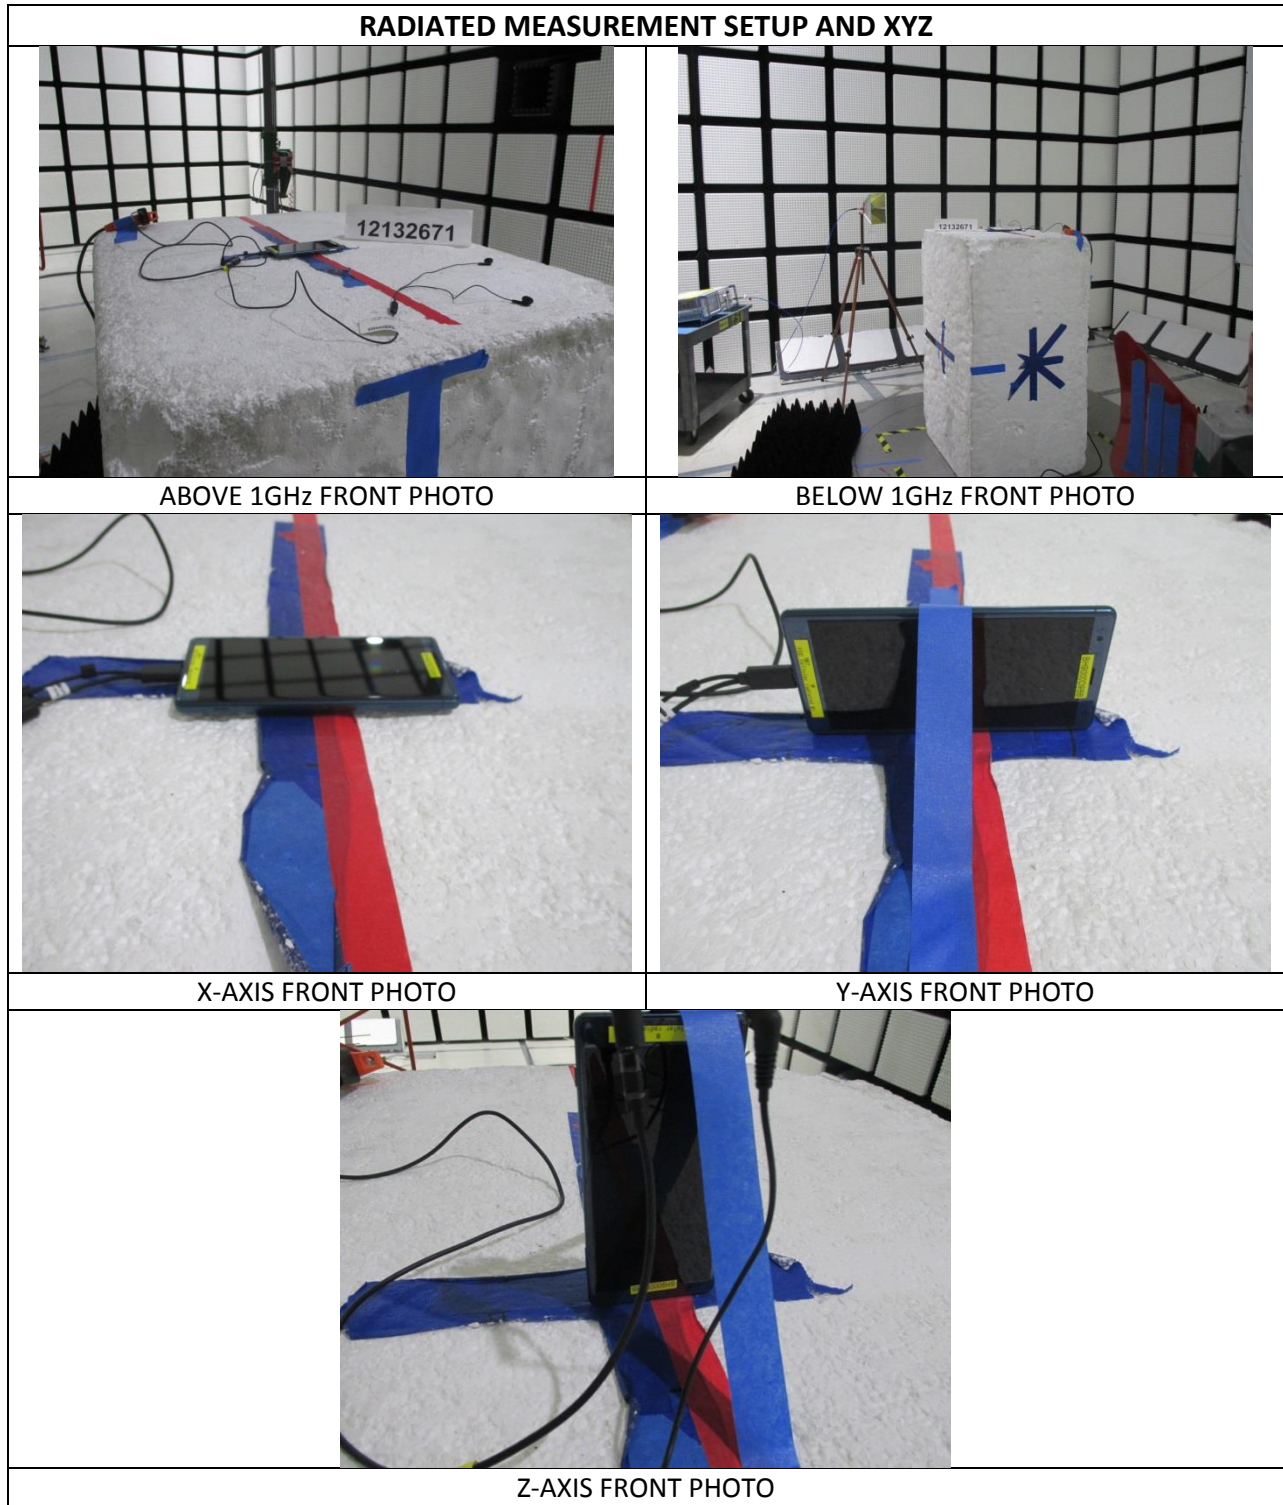 RADIATED MEASUREMENT SETUP AND XYZ
12132671
12132671
ABOVE 1GHz FRONT PHOTO
BELOW 1GHz FRONT PHOTO
X-AXIS FRONT PHOTO
Y-AXIS FRONT PHOTO
Z-AXIS FRONT PHOTO